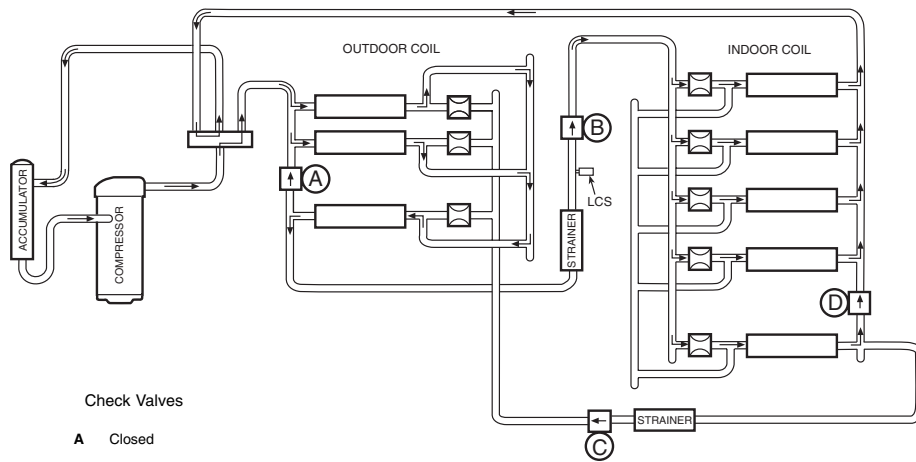 OUTDOOR COIL
INDOOR COIL
B
A
LCS
ACCUMULATOR
COMPRESSOR
STRAINER
D
Check Valves
STRAINER
A Closed
C